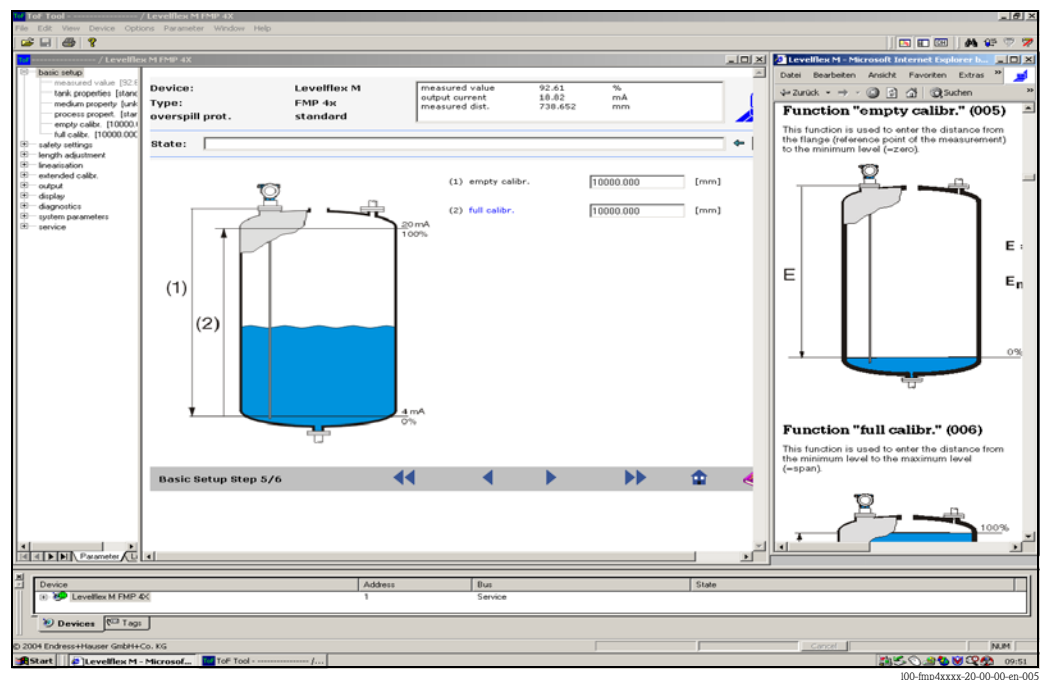 ToF Tool - / Levelflex M FMP 4X
File Edit View Device Options Parameter Window Help
/ Levelflex M FMP 4X
basic setup
measured value [92.6
tank properties [stand
medium property [unk
process propert. [star
empty calibr. [10000.0
full calibr. [10000.000
safety settings
length adjustment
linearisation
extended calibr.
output
display
diagnostics
system parameters
service
Parameter
Device: Levelflex M
Type: FMP 4x
overspill prot. standard
measured value 92.61 %
output current 18.82 mA
measured dist. 738.652 mm
State:
(1) empty calibr. 10000.000 [mm]
(2) full calibr. 10000.000 [mm]
20 mA
100%
(1)
(2)
4 mA
0%
Basic Setup Step 5/6
Levelflex M - Microsoft Internet Explorer b...
Datei Bearbeiten Ansicht Favoriten Extras »
Zurück Suchen »
Function "empty calibr." (005)
This function is used to enter the distance from
the flange (reference point of the measurement)
to the minimum level (=zero).
E
E
0%
Function "full calibr." (006)
This function is used to enter the distance from
the minimum level to the maximum level
(=span).
100%
Device Address Bus State
Levelflex M FMP 4X 1 Service
Devices Tags
© 2004 Endress+Hauser GmbH+Co. KG
Cancel NUM
Start Levelflex M - Microsof... ToF Tool - /... 09:51
l00-fmp4xxxx-20-00-00-en-005